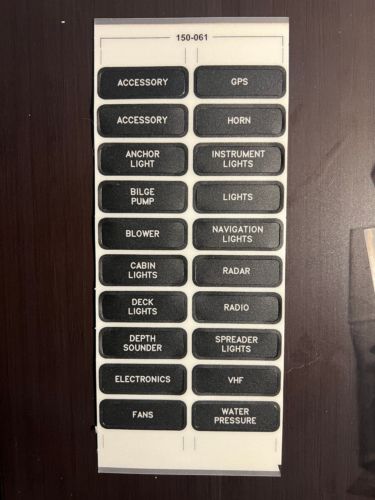 150-061
ACCESSORY
GPS
ACCESSORY
HORN
ANCHOR
LIGHT
INSTRUMENT
LIGHTS
BILGE
PUMP
LIGHTS
BLOWER
NAVIGATION
LIGHTS
CABIN
LIGHTS
RADAR
DECK
LIGHTS
RADIO
DEPTH
SOUNDER
SPREADER
LIGHTS
ELECTRONICS
VHF
FANS
WATER
PRESSURE